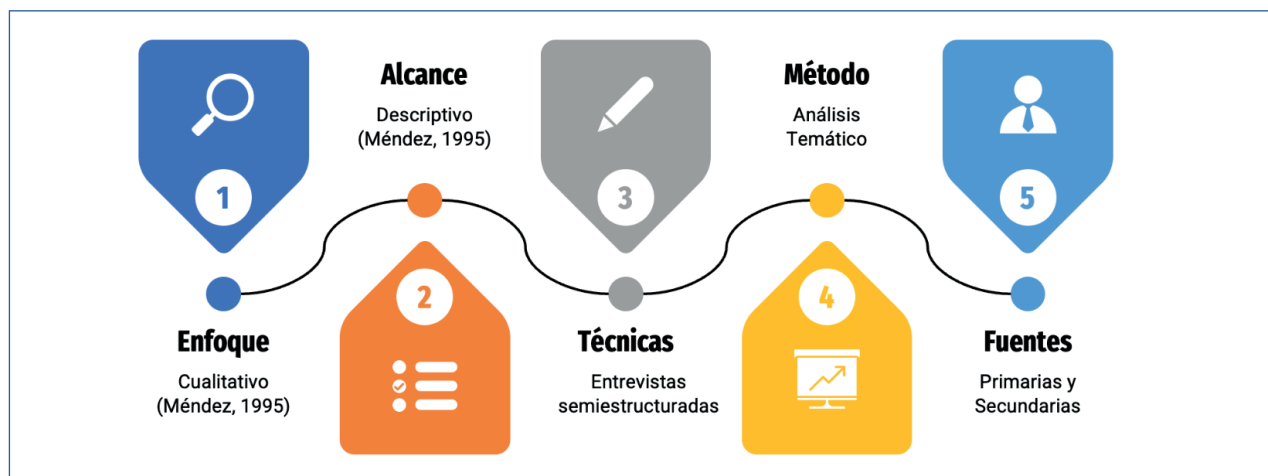 1
Enfoque
Cualitativo
(Méndez, 1995)
Alcance
Descriptivo
(Méndez, 1995)
2
3
Técnicas
Entrevistas
semiestructuradas
Método
Análisis
Temático
4
5
Fuentes
Primarias y
Secundarias